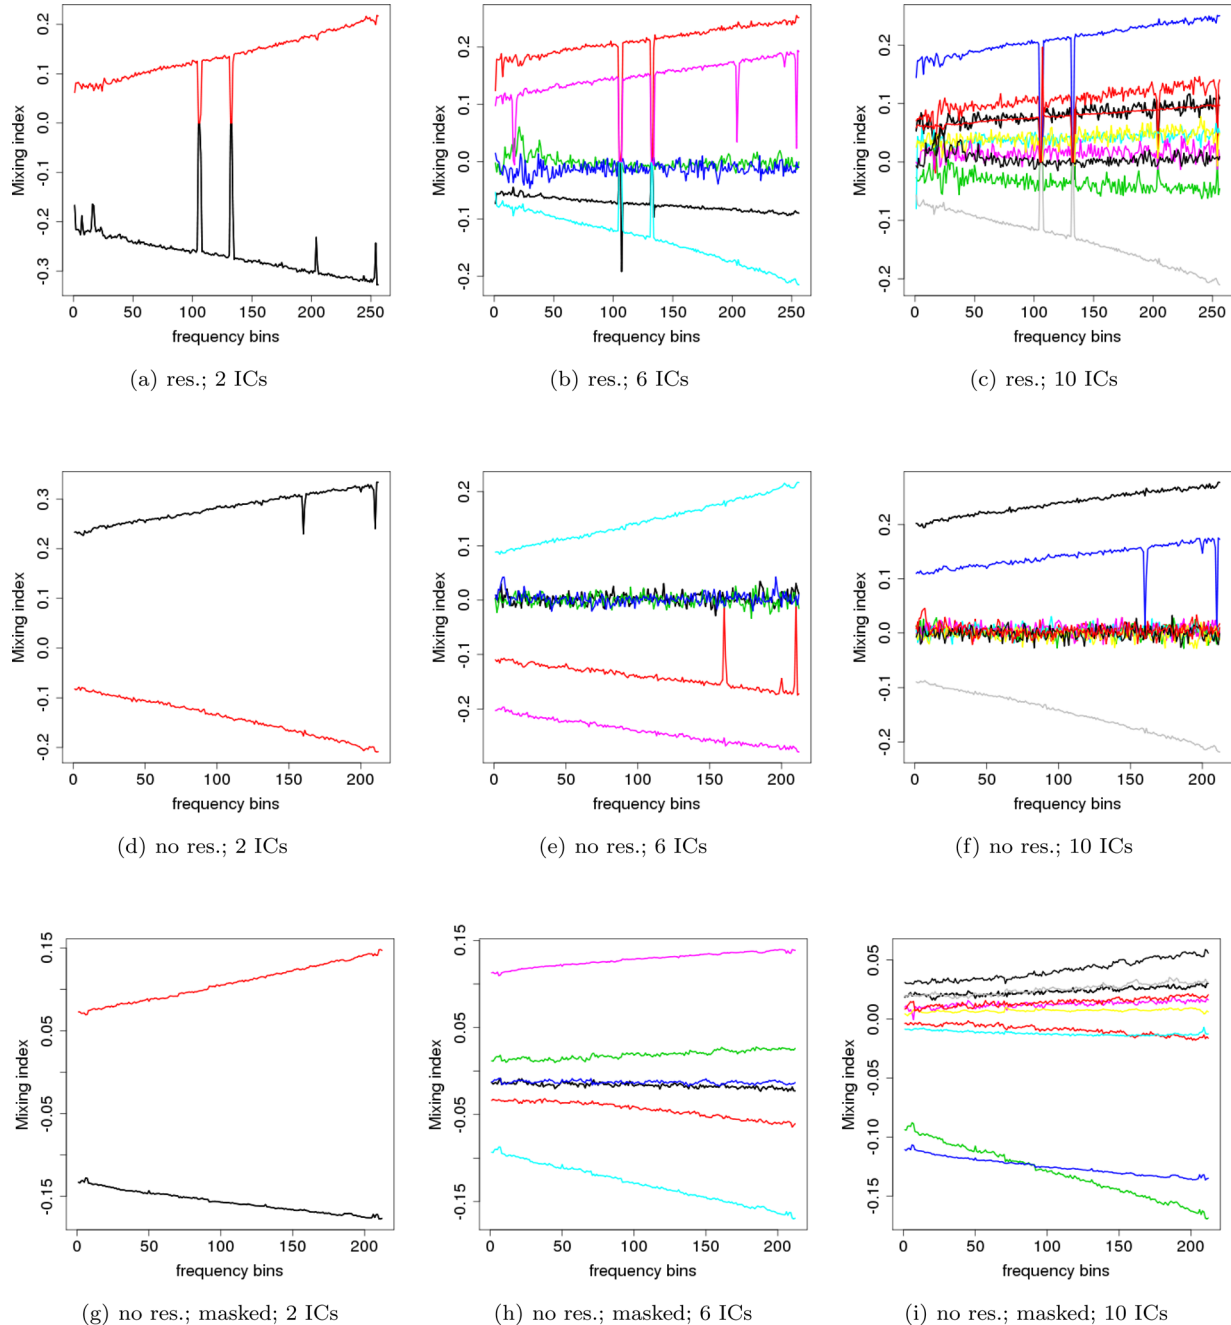 0.2
0.1
0.0
-0.1
-0.2
-0.3
Mixing index
0 50 100 150 200 250
frequency bins
(a) res.; 2 ICs
0.2
0.1
0.0
-0.1
-0.2
Mixing index
0 50 100 150 200 250
frequency bins
(b) res.; 6 ICs
0.2
0.1
0.0
-0.1
-0.2
Mixing index
0 50 100 150 200 250
frequency bins
(c) res.; 10 ICs
0.3
0.2
0.1
0.0
-0.1
-0.2
Mixing index
0 50 100 150 200
frequency bins
(d) no res.; 2 ICs
0.2
0.1
0.0
-0.1
-0.2
Mixing index
0 50 100 150 200
frequency bins
(e) no res.; 6 ICs
0.2
0.1
0.0
-0.1
-0.2
Mixing index
0 50 100 150 200
frequency bins
(f) no res.; 10 ICs
0.15
0.05
-0.05
-0.15
Mixing index
0 50 100 150 200
frequency bins
(g) no res.; masked; 2 ICs
0.15
0.05
-0.05
-0.15
Mixing index
0 50 100 150 200
frequency bins
(h) no res.; masked; 6 ICs
0.05
0.00
-0.05
-0.10
-0.15
Mixing index
0 50 100 150 200
frequency bins
(i) no res.; masked; 10 ICs